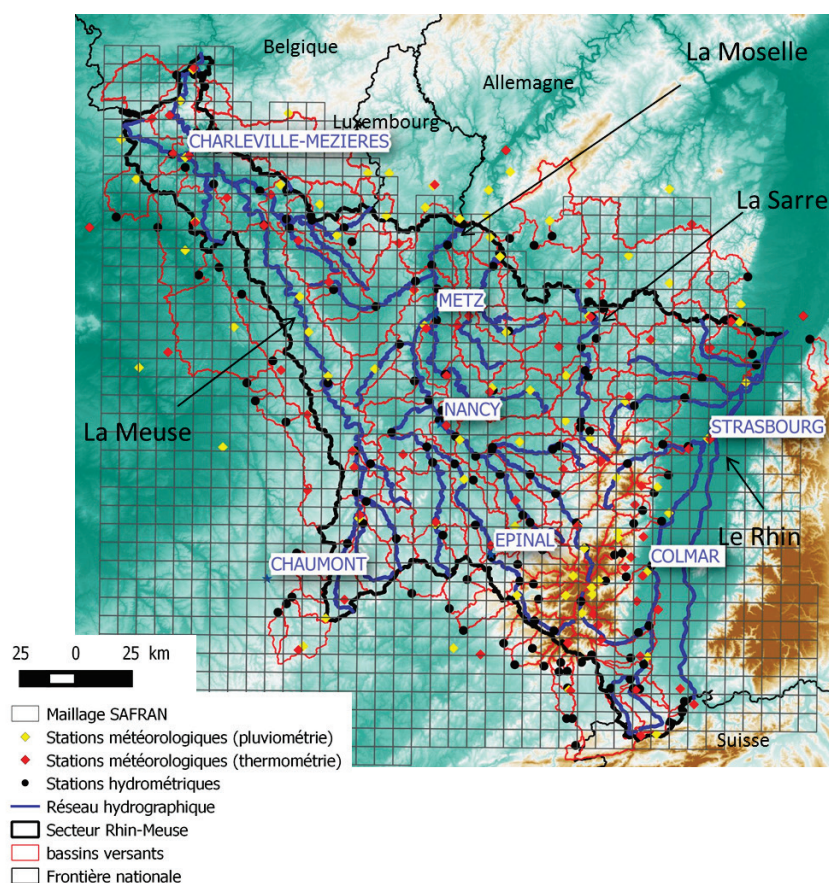 Belgique
La Moselle
Allemagne
Luxembourg
CHARLEVILLE-MEZIERES
La Sarre
METZ
NANCY
La Meuse
STRASBOURG
Le Rhin
EPINAL
COLMAR
CHAUMONT
Suisse
25 0 25 km
Maillage SAFRAN
Stations météorologiques (pluviométrie)
Stations météorologiques (thermométrie)
Stations hydrométriques
Réseau hydrographique
Secteur Rhin-Meuse
bassins versants
Frontière nationale